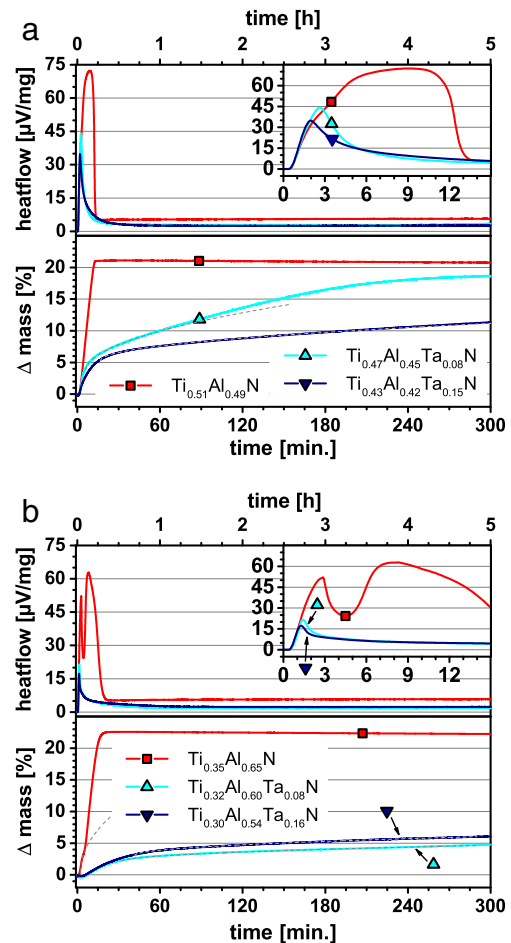 a
time [h]
0 1 2 3 4 5
heatflow [µV/mg]
75
60
45
30
15
0
60
45
30
15
0
0 3 6 9 12
Δ mass [%]
20
15
10
5
0
Ti0.51Al0.49N
Ti0.47Al0.45Ta0.08N
Ti0.43Al0.42Ta0.15N
0 60 120 180 240 300
time [min.]
b
time [h]
0 1 2 3 4 5
heatflow [µV/mg]
75
60
45
30
15
0
60
45
30
15
0
0 3 6 9 12 15
Δ mass [%]
20
15
10
5
0
Ti0.35Al0.65N
Ti0.32Al0.60Ta0.08N
Ti0.30Al0.54Ta0.16N
0 60 120 180 240 300
time [min.]